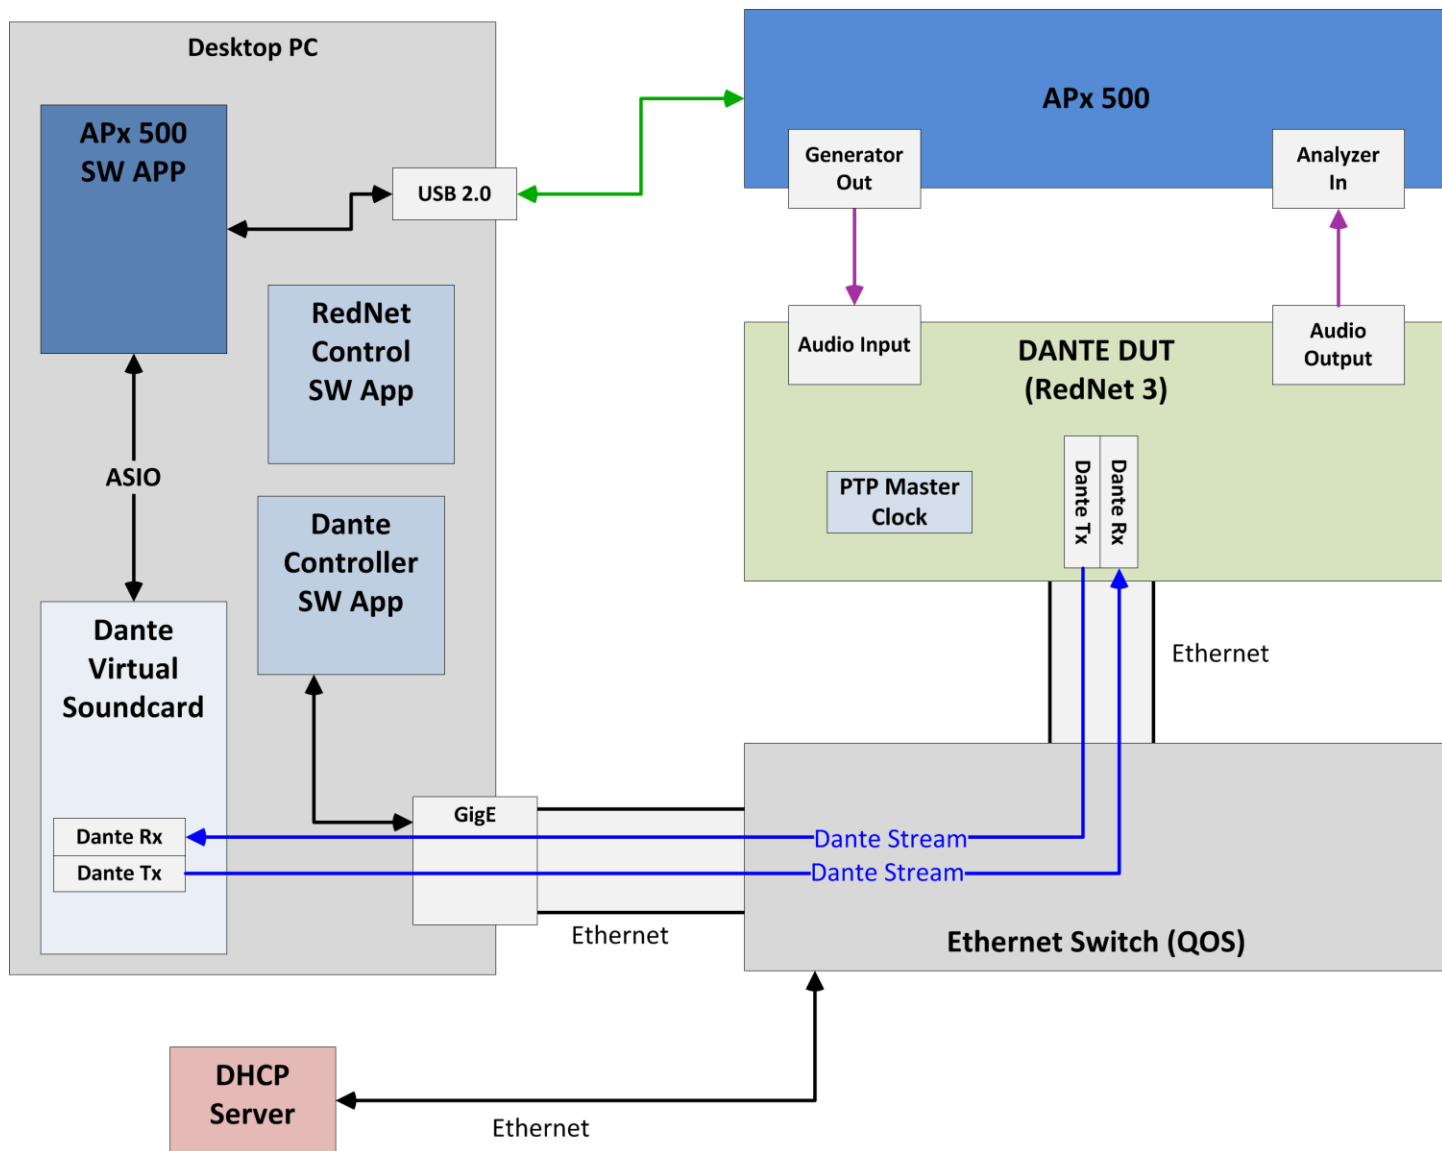 Desktop PC
APx 500
SW APP
USB 2.0
RedNet
Control
SW App
ASIO
Dante
Controller
SW App
Dante
Virtual
Soundcard
Dante Rx
Dante Tx
GigE
Ethernet
APx 500
Generator
Out
Analyzer
In
Audio Input
DANTE DUT
(RedNet 3)
Audio
Output
PTP Master
Clock
Dante Tx
Dante Rx
Ethernet
Dante Stream
Dante Stream
Ethernet Switch (QOS)
DHCP
Server
Ethernet